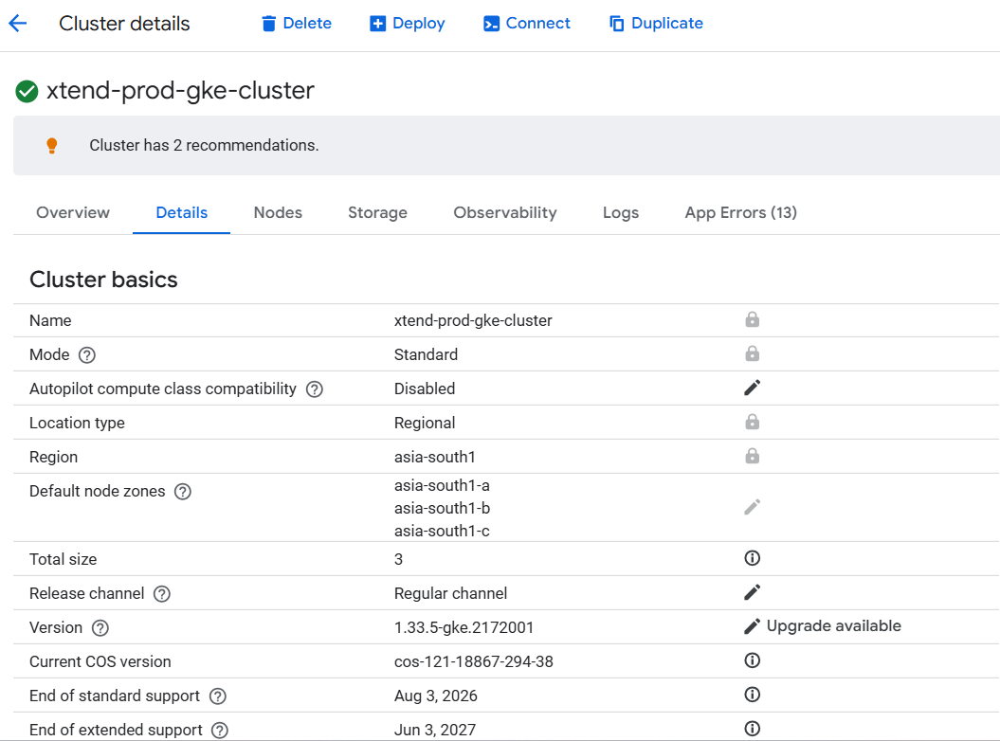 Cluster details Delete Deploy Connect Duplicate
xtend-prod-gke-cluster
Cluster has 2 recommendations.
Overview Details Nodes Storage Observability Logs App Errors (13)
Cluster basics
Name xtend-prod-gke-cluster
Mode Standard
Autopilot compute class compatibility Disabled
Location type Regional
Region asia-south1
Default node zones asia-south1-a
asia-south1-b
asia-south1-c
Total size 3
Release channel Regular channel
Version 1.33.5-gke.2172001 Upgrade available
Current COS version cos-121-18867-294-38
End of standard support Aug 3, 2026
End of extended support Jun 3, 2027